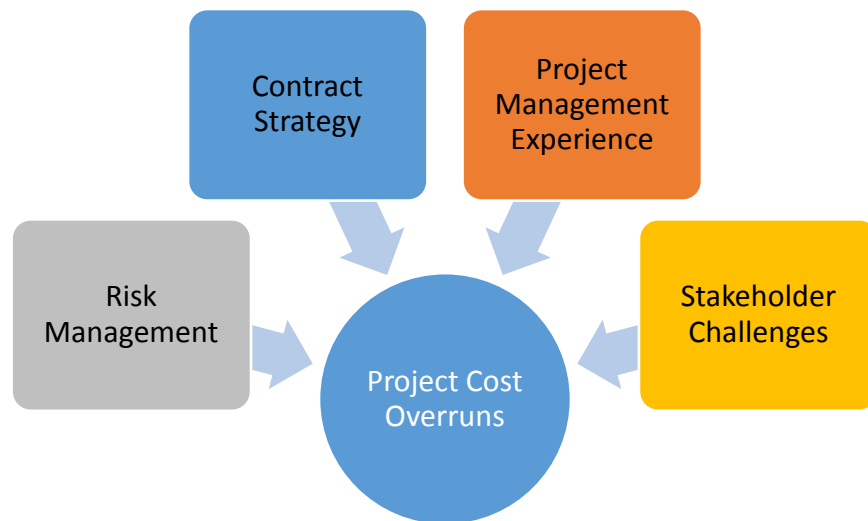 Contract
Strategy
Project
Management
Experience
Risk
Management
Stakeholder
Challenges
Project Cost
Overruns